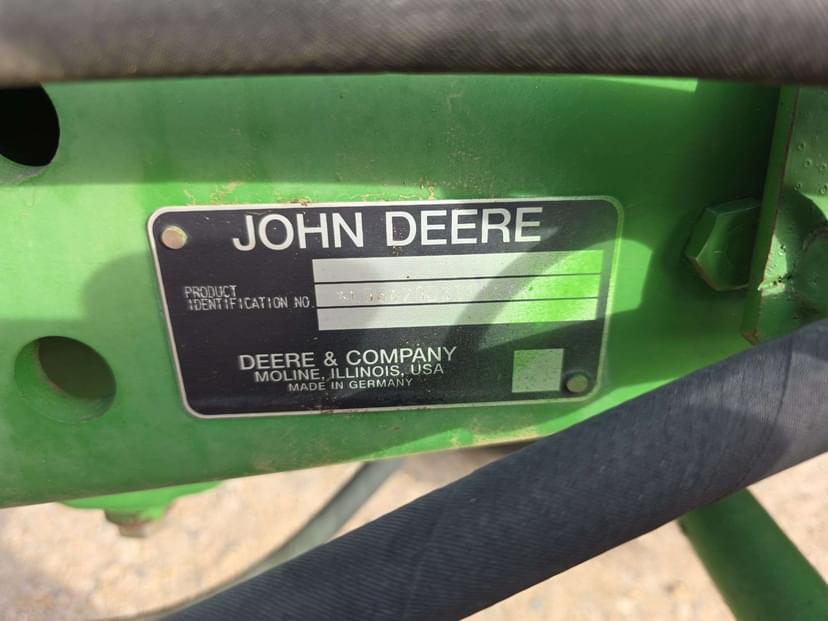 JOHN DEERE
PRODUCT
IDENTIFICATION NO.
DEERE & COMPANY
MOLINE, ILLINOIS, USA
MADE IN GERMANY